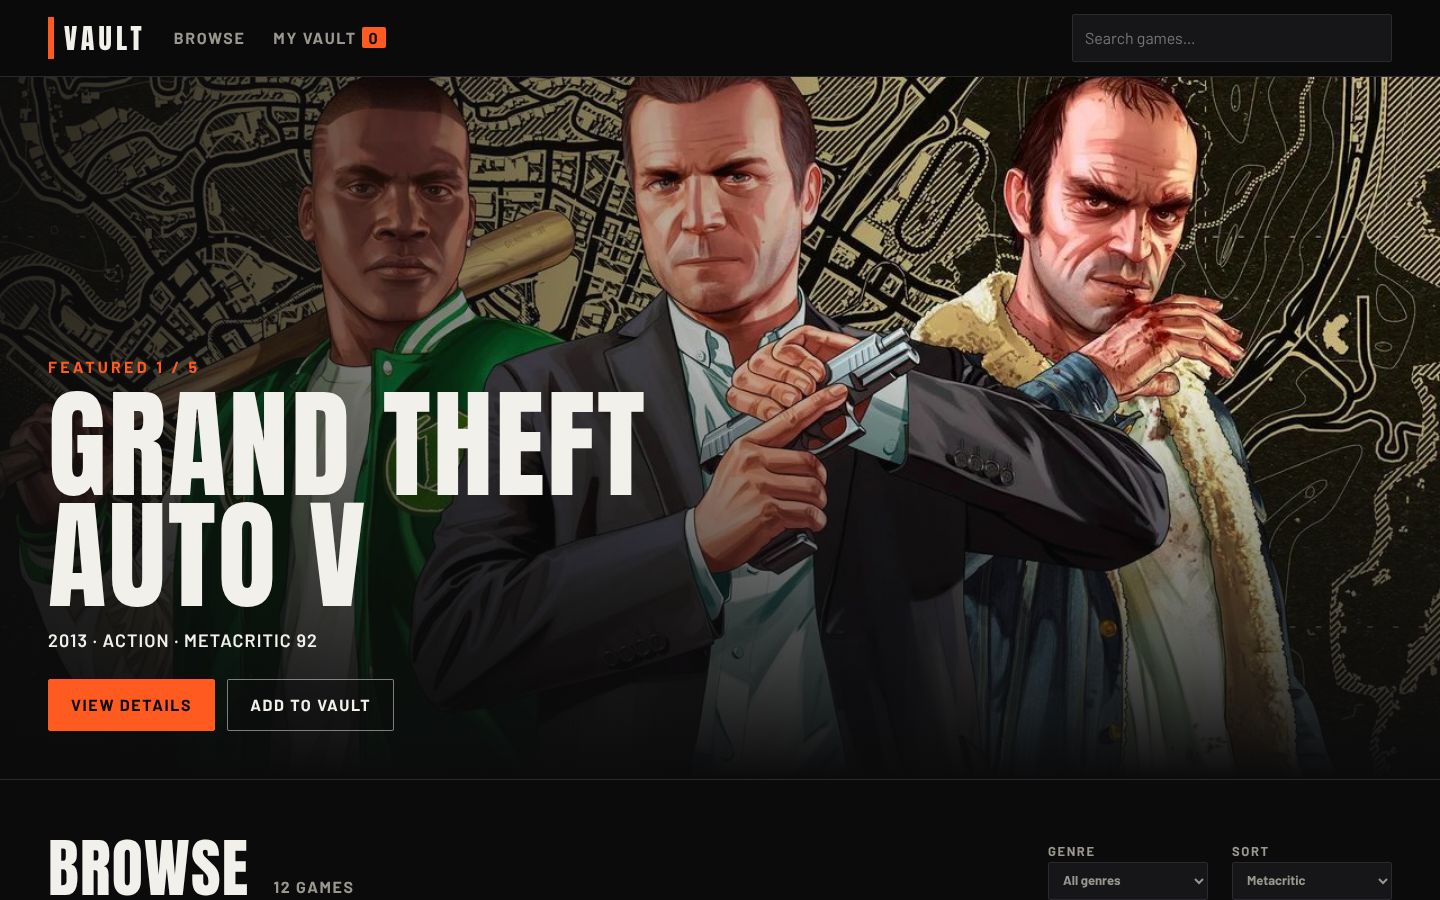 VAULT
BROWSE
MY VAULT 0
Search games...
FEATURED 1 / 5
GRAND THEFT
AUTO V
2013 · ACTION · METACRITIC 92
VIEW DETAILS
ADD TO VAULT
BROWSE
12 GAMES
GENRE
All genres
SORT
Metacritic